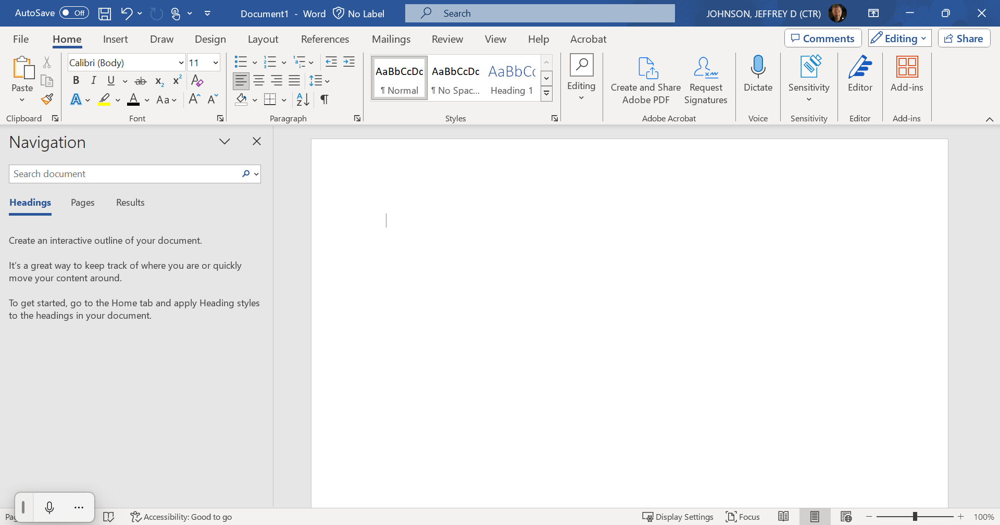 AutoSave Off Document1 - Word No Label Search JOHNSON, JEFFREY D (CTR)
File Home Insert Draw Design Layout References Mailings Review View Help Acrobat Comments Editing Share
Paste
Clipboard
Calibri (Body) 11
B I U ab x2 x2 A
A A Aa A A
Font
Paragraph
AaBbCcDc AaBbCcDc AaBbCc
¶ Normal ¶ No Spac... Heading 1
Styles
Editing
Create and Share
Adobe PDF
Request
Signatures
Adobe Acrobat
Dictate
Voice
Sensitivity
Sensitivity
Editor
Editor
Add-ins
Add-ins
Navigation
Search document
Headings Pages Results
Create an interactive outline of your document.
It's a great way to keep track of where you are or quickly
move your content around.
To get started, go to the Home tab and apply Heading styles
to the headings in your document.
Accessibility: Good to go Display Settings Focus 100%